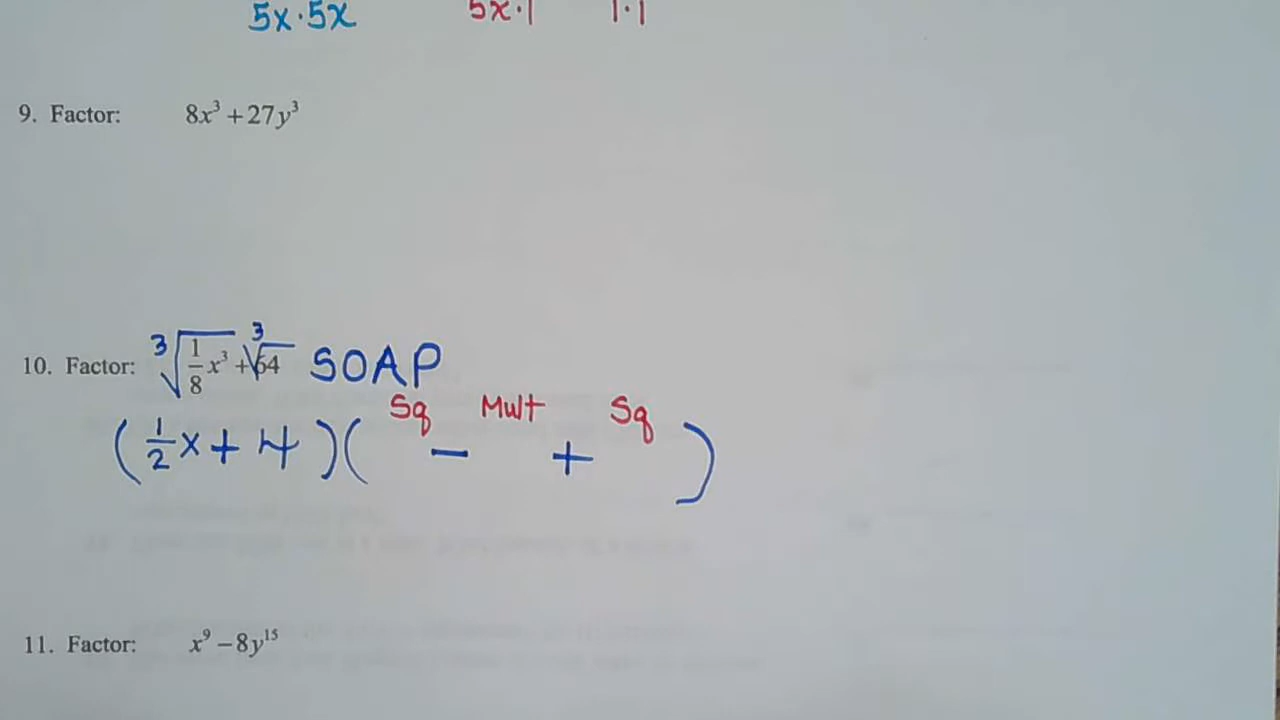 5x·5x 5x·1 1·1
9. Factor: 8x³ + 27y³
10. Factor: ∛(1/8 x³) + ∛64 SOAP
Sq Mult Sq
(1/2 x + 4)( − + )
11. Factor: x⁹ − 8y¹⁵